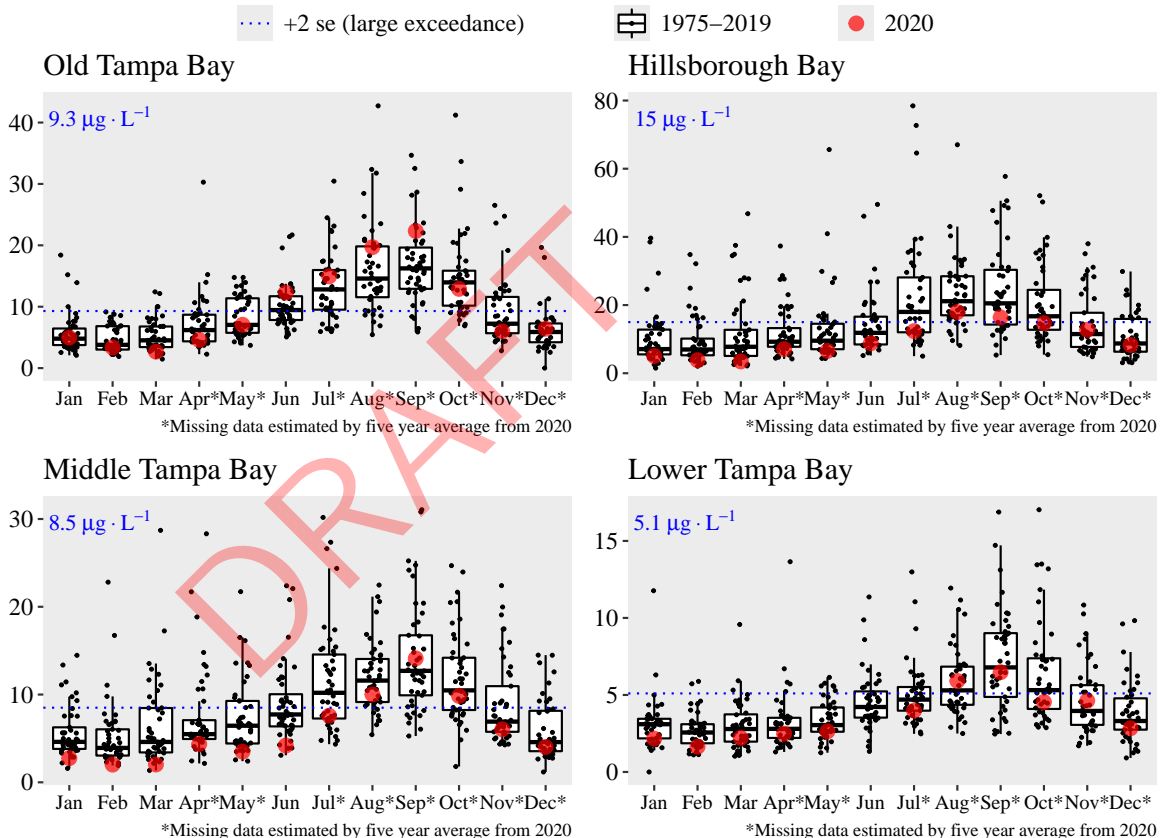 +2 se (large exceedance) 1975–2019 2020
Old Tampa Bay
9.3 µg · L⁻¹
40
30
20
10
0
Jan Feb Mar Apr* May* Jun Jul* Aug* Sep* Oct* Nov* Dec*
*Missing data estimated by five year average from 2020
Hillsborough Bay
15 µg · L⁻¹
80
60
40
20
0
Jan Feb Mar Apr* May* Jun Jul* Aug* Sep* Oct* Nov* Dec*
*Missing data estimated by five year average from 2020
Middle Tampa Bay
8.5 µg · L⁻¹
30
20
10
0
Jan Feb Mar Apr* May* Jun Jul* Aug* Sep* Oct* Nov* Dec*
*Missing data estimated by five year average from 2020
Lower Tampa Bay
5.1 µg · L⁻¹
15
10
5
0
Jan Feb Mar Apr* May* Jun Jul* Aug* Sep* Oct* Nov* Dec*
*Missing data estimated by five year average from 2020
DRAFT